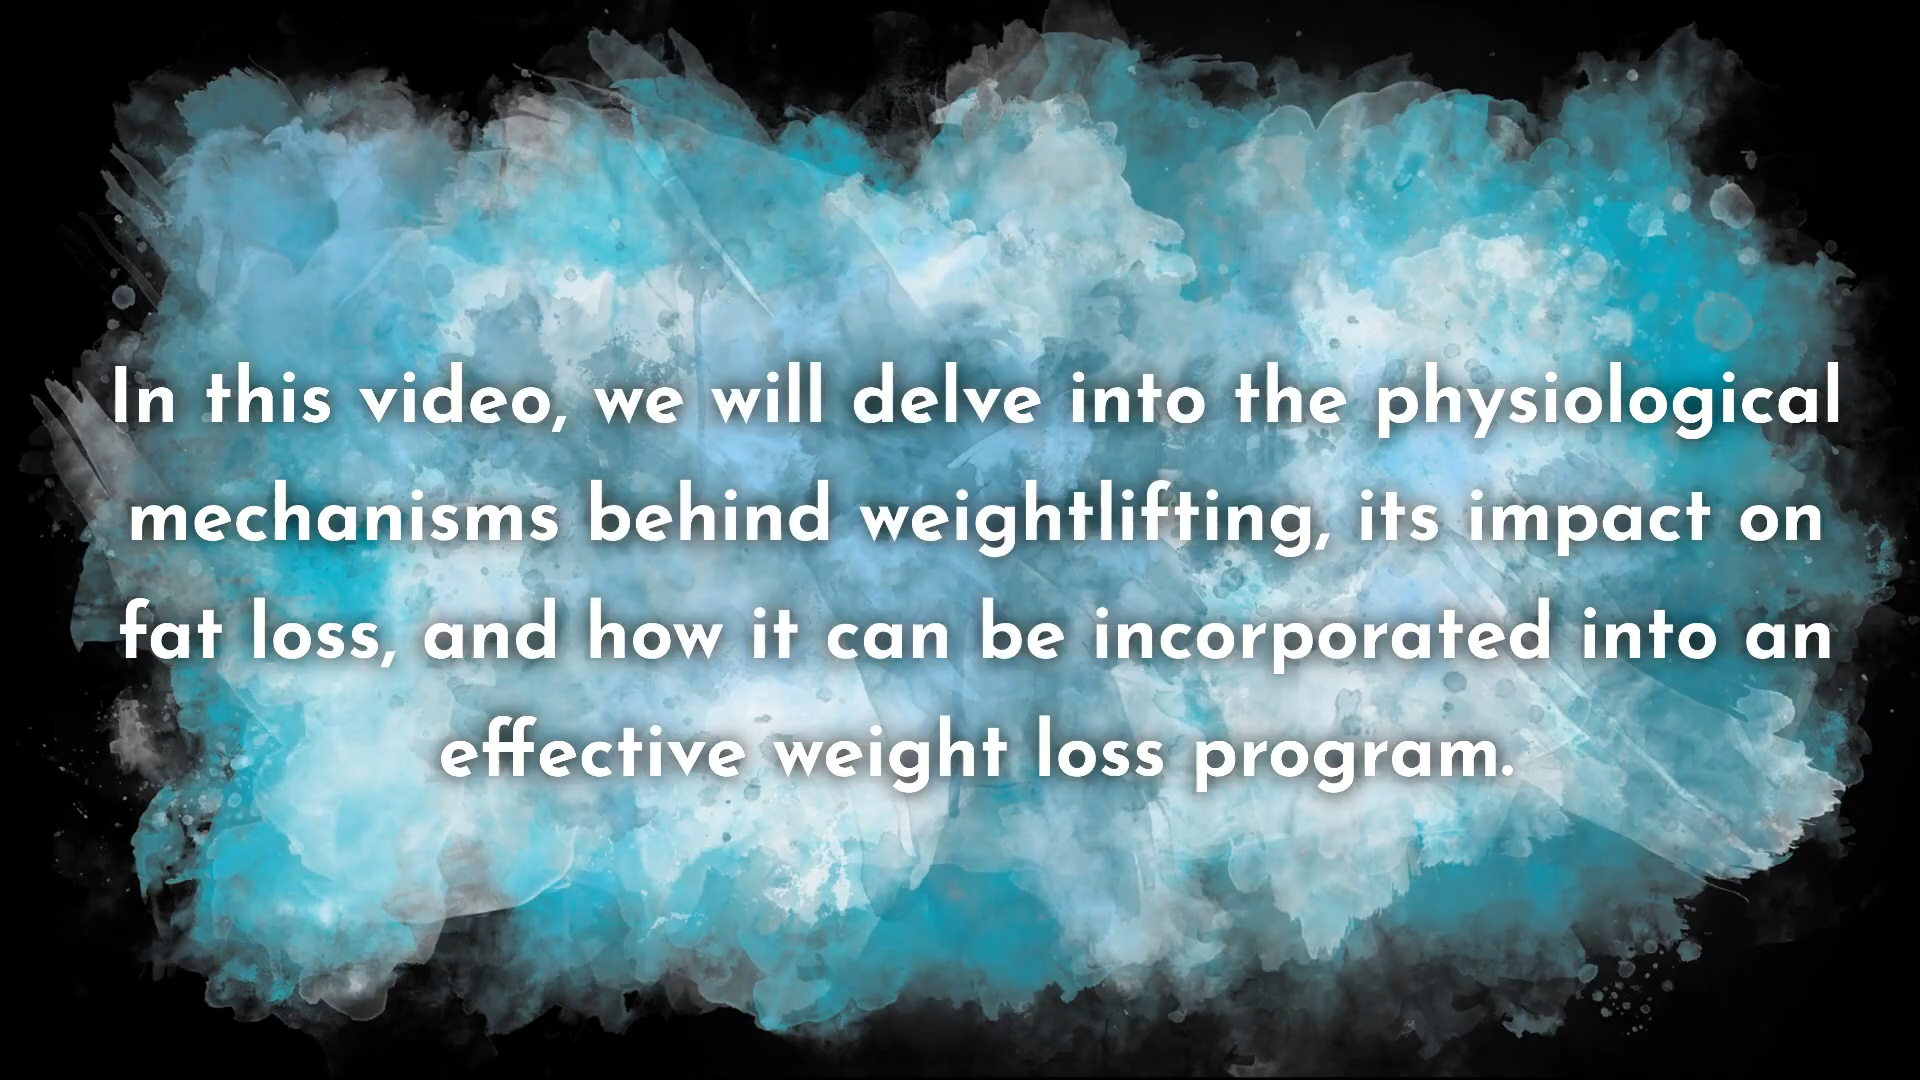 In this video, we will delve into the physiological
mechanisms behind weightlifting, its impact on
fat loss, and how it can be incorporated into an
effective weight loss program.